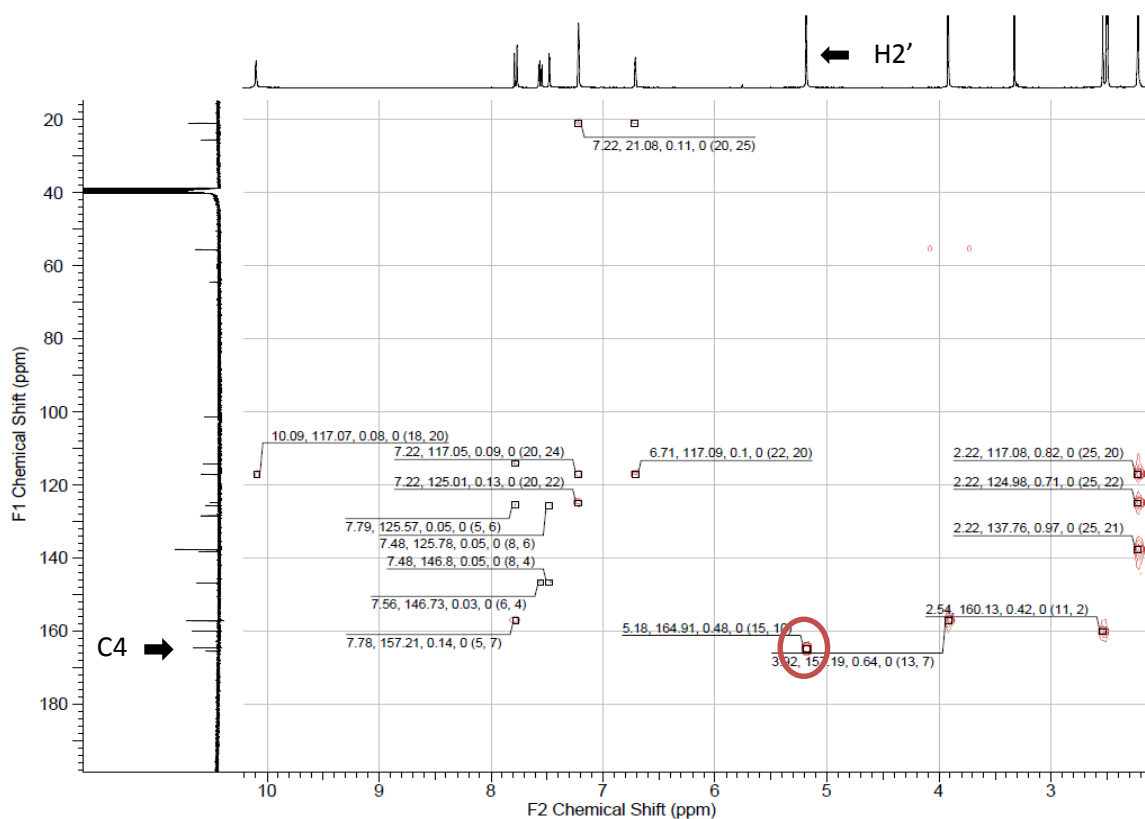 H2'
20
40
60
80
100
120
140
160
180
F1 Chemical Shift (ppm)
C4
7.22, 21.08, 0.11, 0 (20, 25)
10.09, 117.07, 0.08, 0 (18, 20)
7.22, 117.05, 0.09, 0 (20, 24)
6.71, 117.09, 0.1, 0 (22, 20)
2.22, 117.08, 0.82, 0 (25, 20)
7.22, 125.01, 0.13, 0 (20, 22)
2.22, 124.98, 0.71, 0 (25, 22)
7.79, 125.57, 0.05, 0 (5, 6)
7.48, 125.78, 0.05, 0 (8, 6)
2.22, 137.76, 0.97, 0 (25, 21)
7.48, 146.8, 0.05, 0 (8, 4)
7.56, 146.73, 0.03, 0 (6, 4)
2.54, 160.13, 0.42, 0 (11, 2)
7.78, 157.21, 0.14, 0 (5, 7)
5.18, 164.91, 0.48, 0 (15, 10)
3.92, 157.19, 0.64, 0 (13, 7)
10 9 8 7 6 5 4 3
F2 Chemical Shift (ppm)